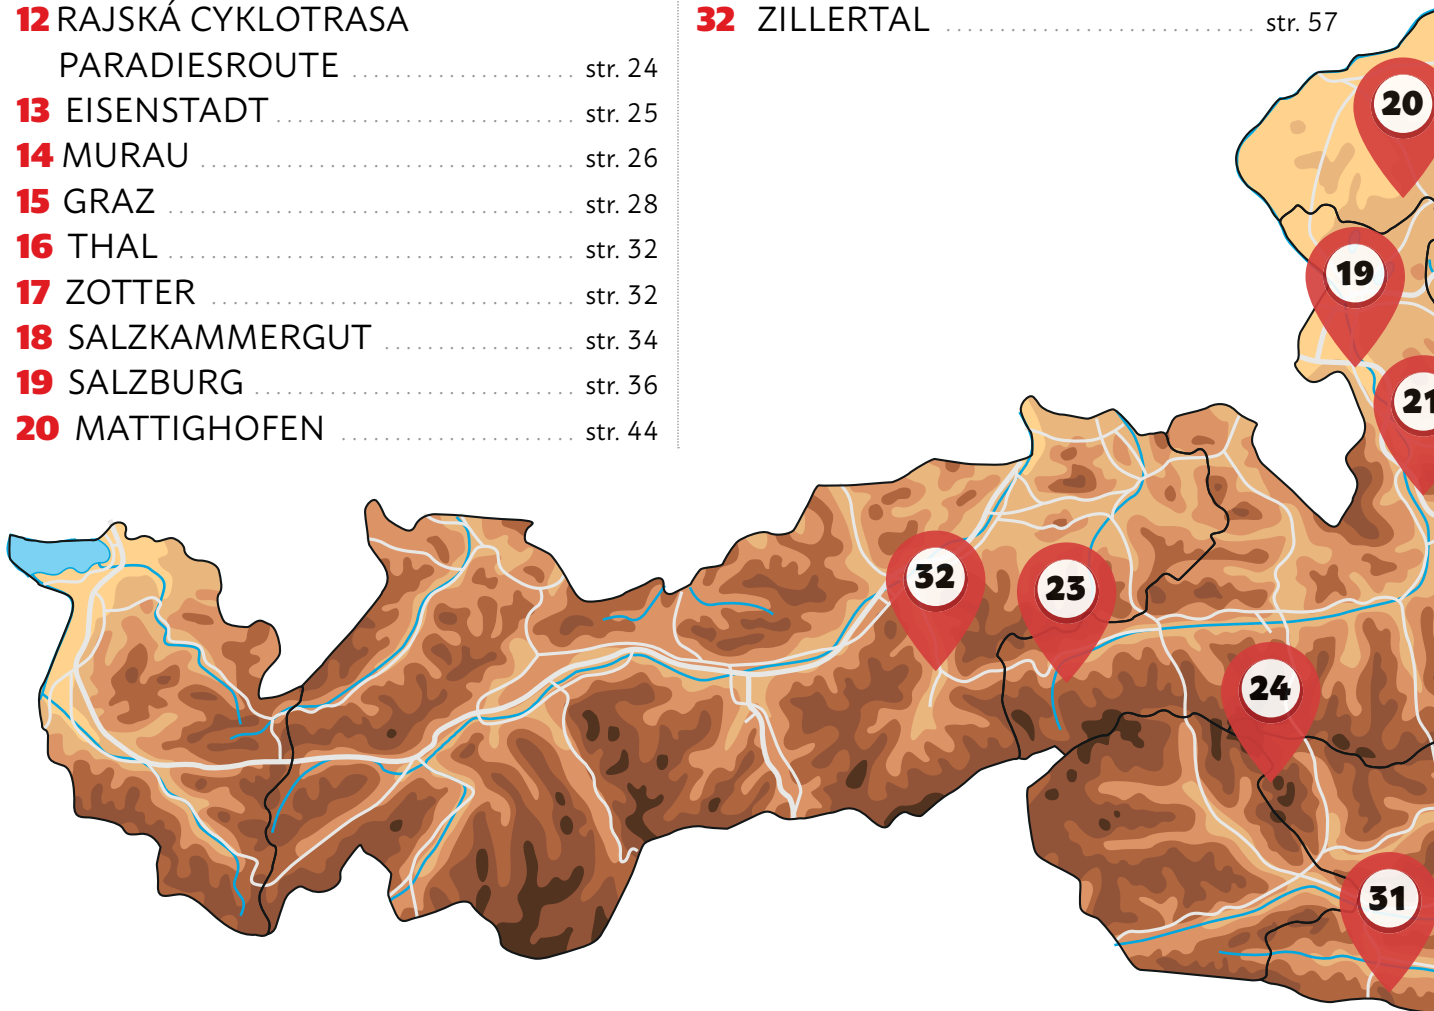 12 RAJSKÁ CYKLOTRASA
PARADIESROUTE ..................... str. 24
13 EISENSTADT ............................. str. 25
14 MURAU .................................... str. 26
15 GRAZ ....................................... str. 28
16 THAL ....................................... str. 32
17 ZOTTER ................................... str. 32
18 SALZKAMMERGUT .................. str. 34
19 SALZBURG .............................. str. 36
20 MATTIGHOFEN ...................... str. 44
32 ZILLERTAL ............................. str. 57
20
19
21
32
23
24
31